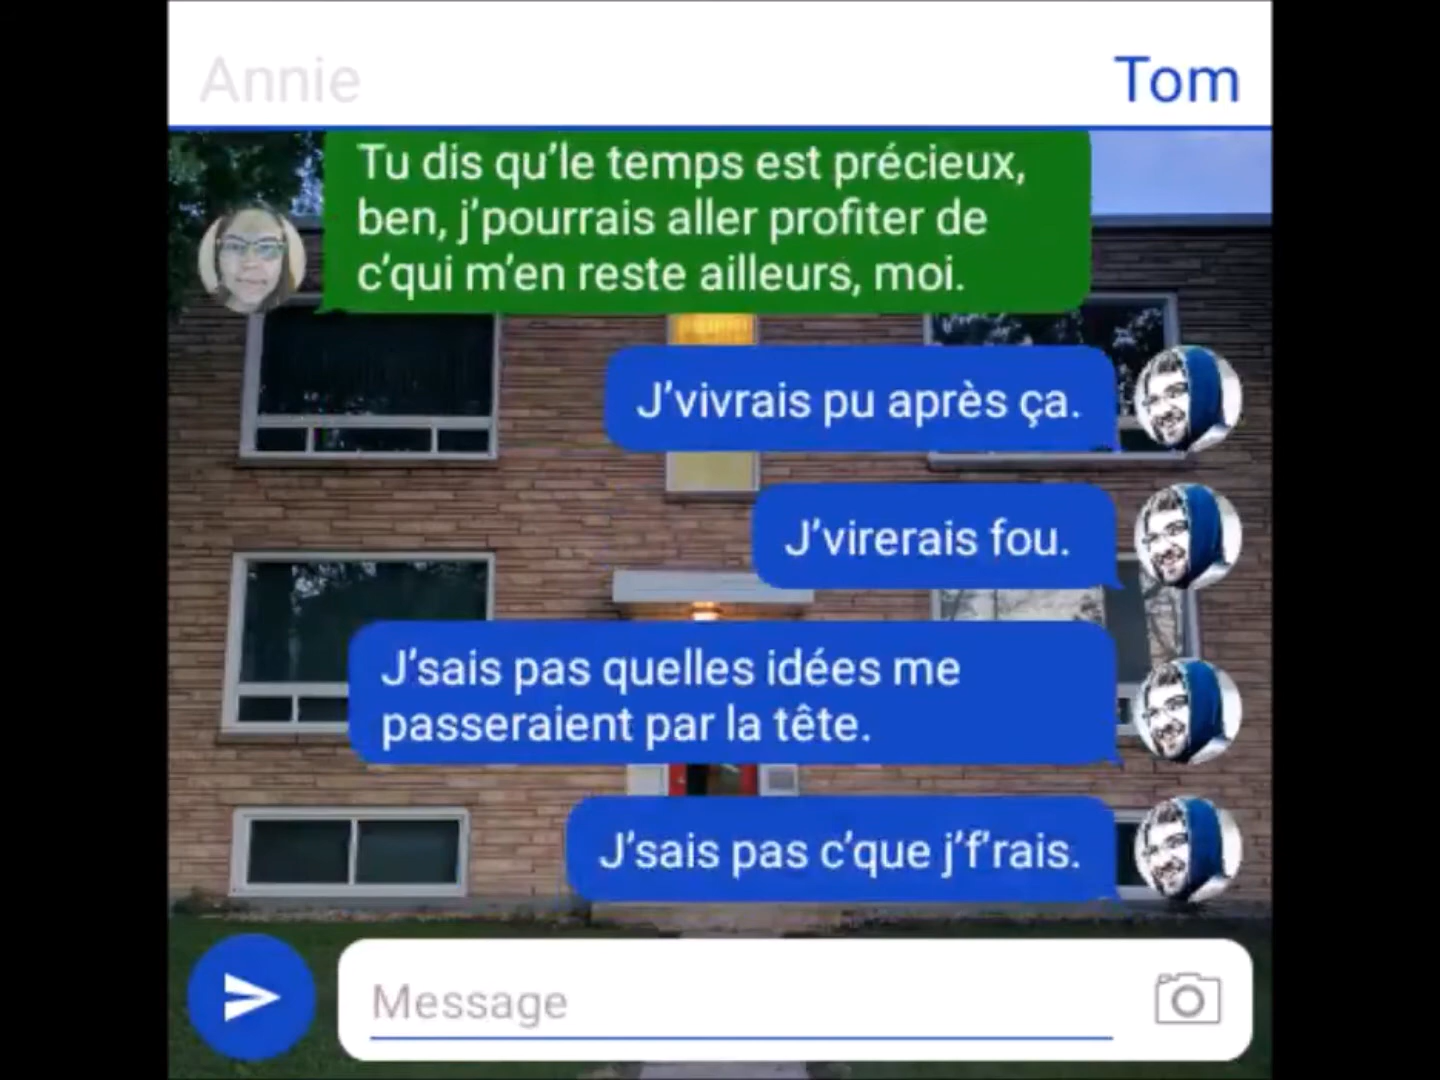 Annie
Tom
Tu dis qu'le temps est précieux,
ben, j'pourrais aller profiter de
c'qui m'en reste ailleurs, moi.
J'vivrais pu après ça.
J'virerais fou.
J'sais pas quelles idées me
passeraient par la tête.
J'sais pas c'que j'f'rais.
Message